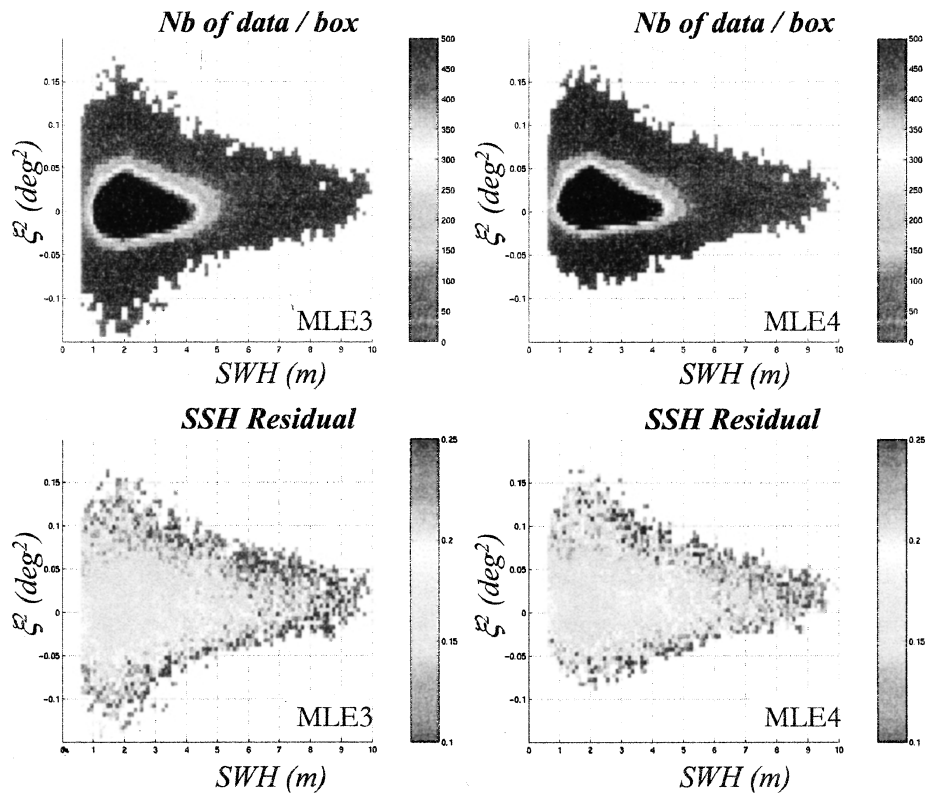 Nb of data / box
Nb of data / box
ξ² (deg²)
0.15
0.1
0.05
0
-0.05
-0.1
0 1 2 3 4 5 6 7 8 9 10
SWH (m)
MLE3
500
450
400
350
300
250
200
150
100
50
0
ξ² (deg²)
0.15
0.1
0.05
0
-0.05
-0.1
0 1 2 3 4 5 6 7 8 9 10
SWH (m)
MLE4
500
450
400
350
300
250
200
150
100
50
0
SSH Residual
SSH Residual
ξ² (deg²)
0.15
0.1
0.05
0
-0.05
-0.1
1 2 3 4 5 6 7 8 9 10
SWH (m)
MLE3
0.25
0.2
0.15
0.1
ξ² (deg²)
0.15
0.1
0.05
0
-0.05
-0.1
0 1 2 3 4 5 6 7 8 9 10
SWH (m)
MLE4
0.25
0.2
0.15
0.1